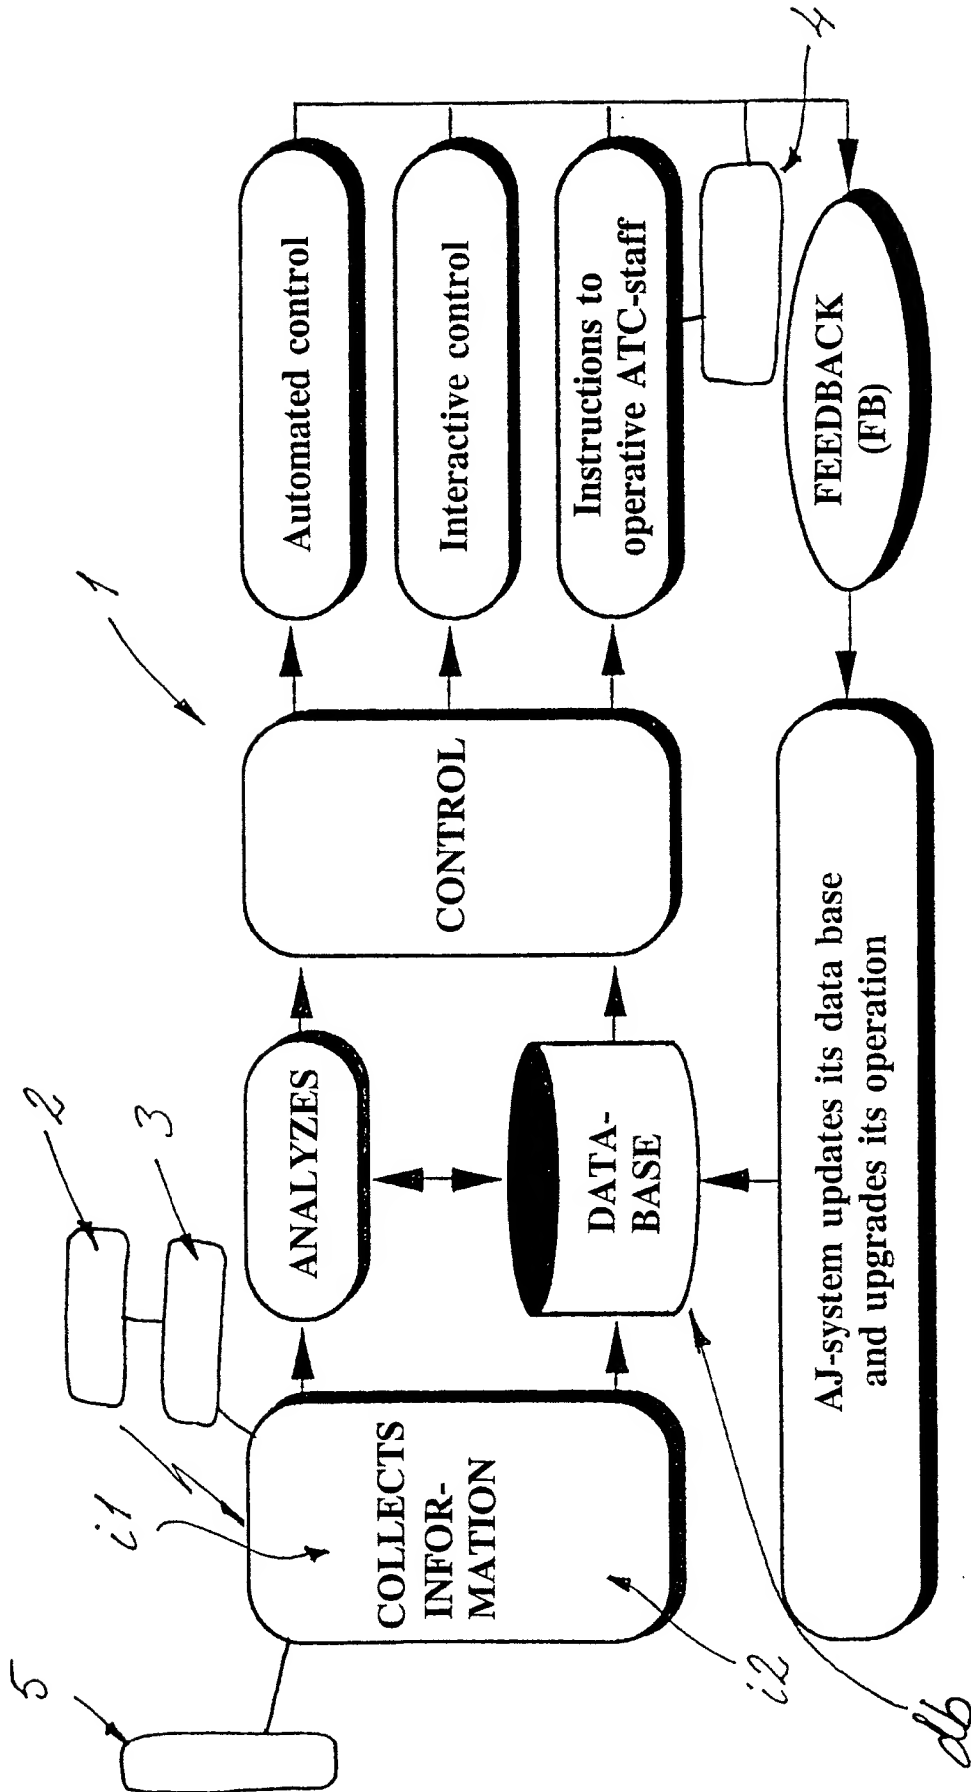 5
2
3
1
4
i1
7
COLLECTS
INFOR-
MATION
i2
ANALYZES
DATA-
BASE
CONTROL
Automated control
Interactive control
Instructions to
operative ATC-staff
FEEDBACK
(FB)
AJ-system updates its data base
and upgrades its operation
db